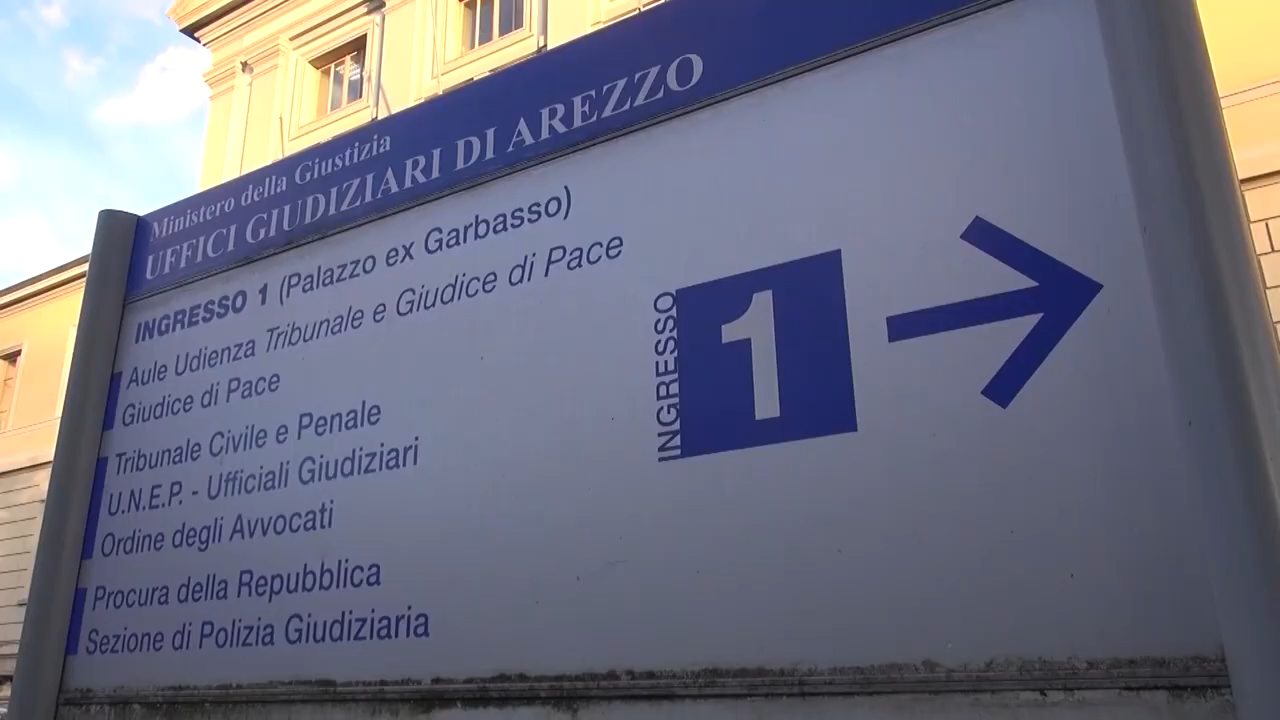 Ministero della Giustizia
UFFICI GIUDIZIARI DI AREZZO
INGRESSO 1 (Palazzo ex Garbasso)
Aule Udienza Tribunale e Giudice di Pace
Giudice di Pace
Tribunale Civile e Penale
U.N.E.P. - Ufficiali Giudiziari
Ordine degli Avvocati
Procura della Repubblica
Sezione di Polizia Giudiziaria
INGRESSO
1